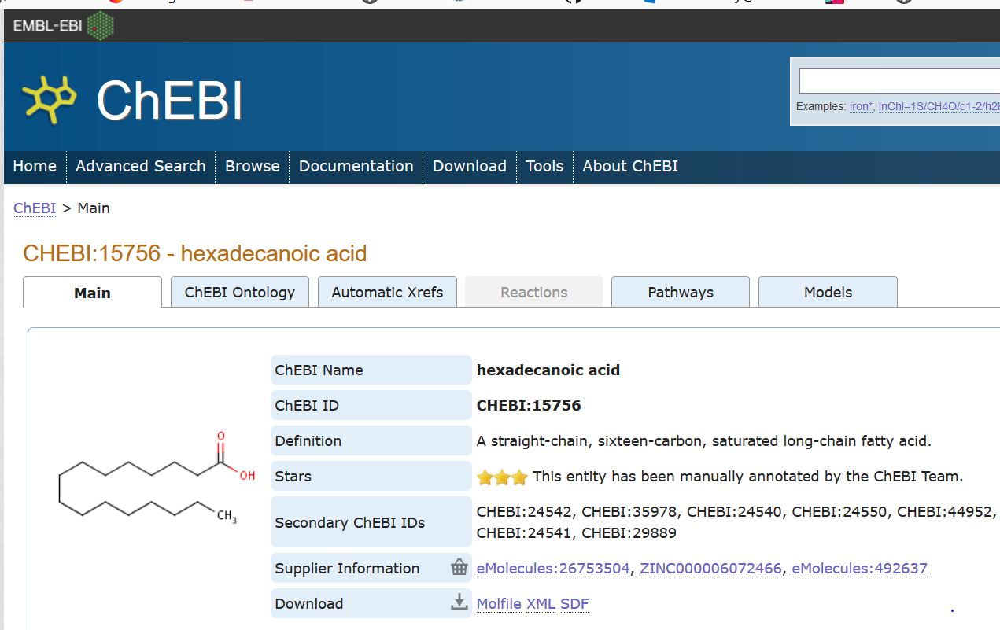 EMBL-EBI
ChEBI
Examples: iron*, InChI=1S/CH4O/c1-2/h2H
Home Advanced Search Browse Documentation Download Tools About ChEBI
ChEBI > Main
CHEBI:15756 - hexadecanoic acid
Main ChEBI Ontology Automatic Xrefs Reactions Pathways Models
ChEBI Name hexadecanoic acid
ChEBI ID CHEBI:15756
Definition A straight-chain, sixteen-carbon, saturated long-chain fatty acid.
O
Stars This entity has been manually annotated by the ChEBI Team.
OH
CH3
Secondary ChEBI IDs CHEBI:24542, CHEBI:35978, CHEBI:24540, CHEBI:24550, CHEBI:44952,
CHEBI:24541, CHEBI:29889
Supplier Information eMolecules:26753504, ZINC000006072466, eMolecules:492637
Download Molfile XML SDF